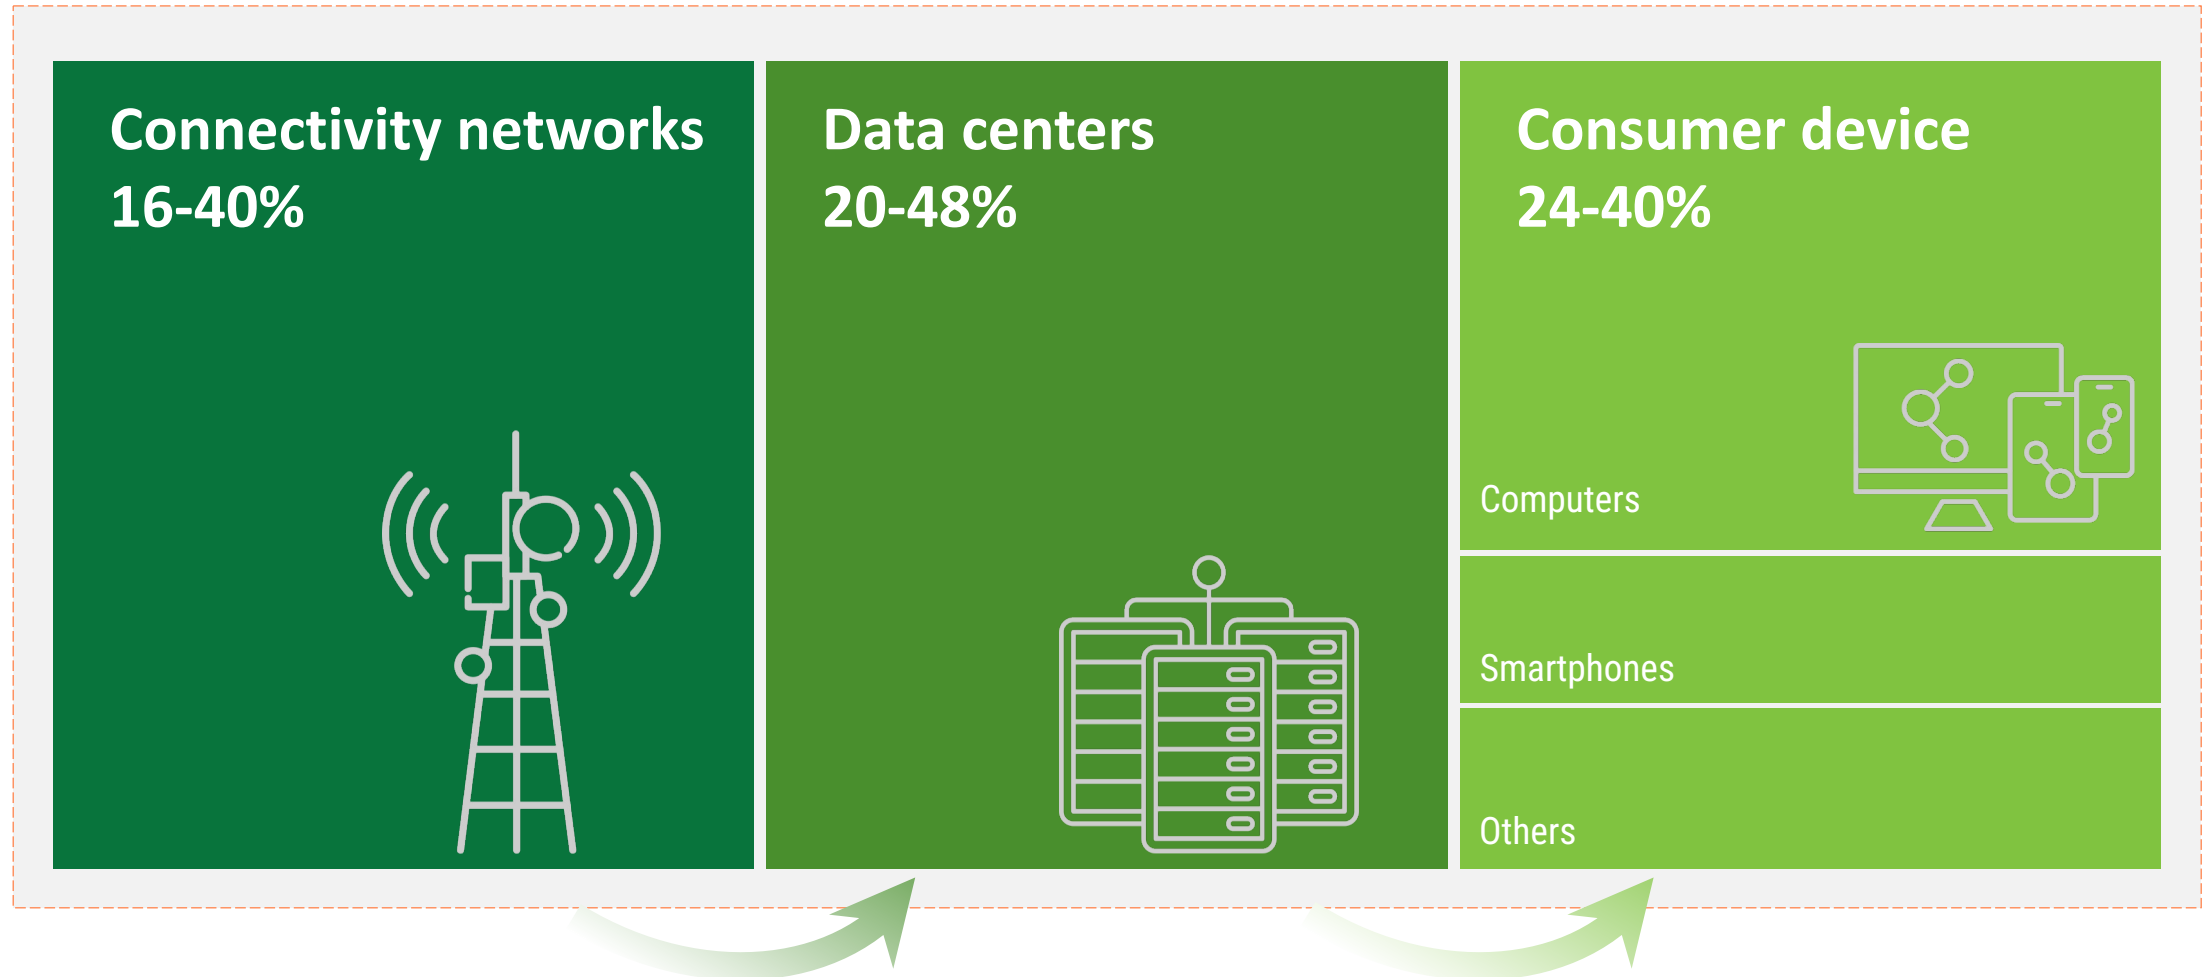 Connectivity networks
16-40%
Data centers
20-48%
Consumer device
24-40%
Computers
Smartphones
Others